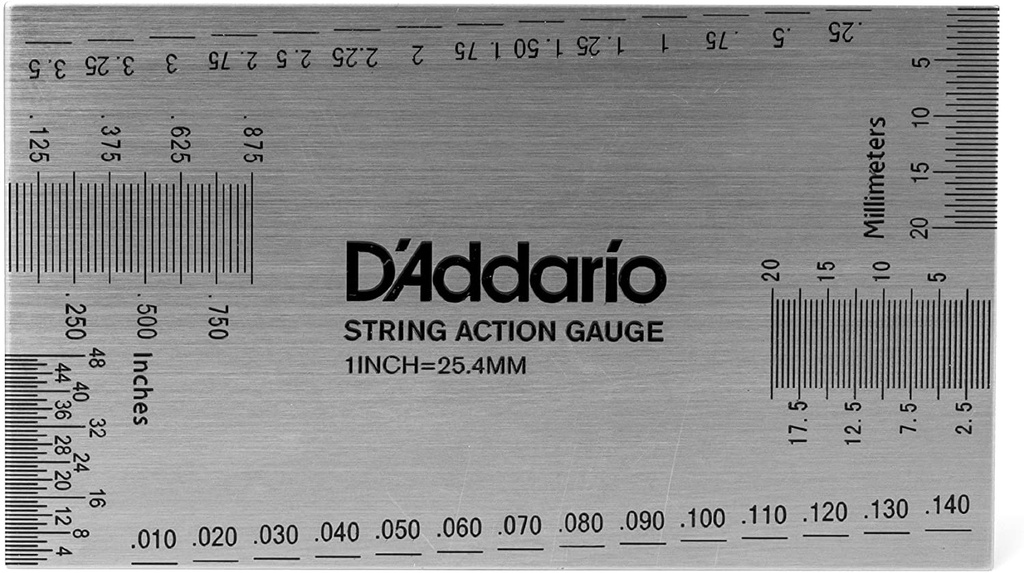 3.5 3.25 3 2.75 2.5 2.25 2 1.75 1.50 1.25 1. 1 .75 .5 .25
.125 .375 .625 .875
5 10 15 20
Millimeters
D'Addario
STRING ACTION GAUGE
1INCH=25.4MM
20 15 10 5
17.5 12.5 7.5 2.5
.250 .500 .750
Inches
48 44 40 36 32 28 24 20 16 12 8 4
.010 .020 .030 .040 .050 .060 .070 .080 .090 .100 .110 .120 .130 .140